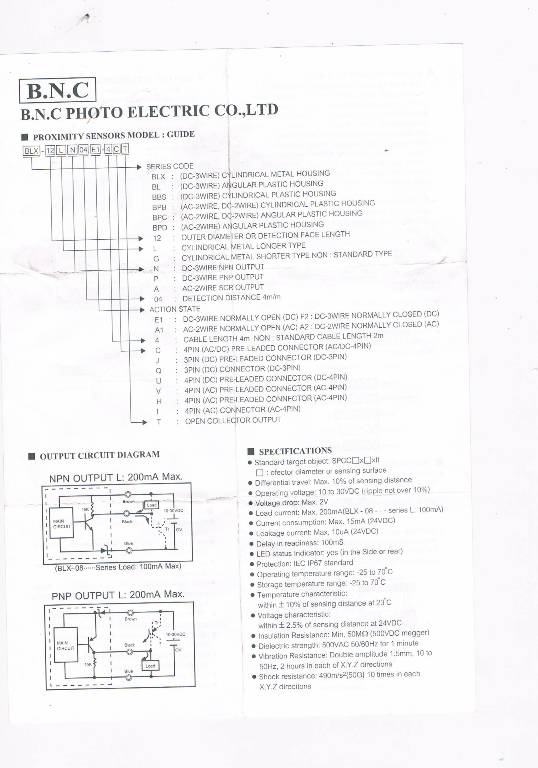 B.N.C
B.N.C PHOTO ELECTRIC CO.,LTD
■ PROXIMITY SENSORS MODEL : GUIDE
BLX - 12 L N 04 E1 - 4 C T
SERIES CODE
BLX : (DC-3WIRE) CYLINDRICAL METAL HOUSING
BL : (DC-3WIRE) ANGULAR PLASTIC HOUSING
BBS : (DC-3WIRE) CYLINDRICAL PLASTIC HOUSING
BPB : (AC-2WIRE, DC-2WIRE) CYLINDRICAL PLASTIC HOUSING
BPC : (AC-2WIRE, DC-2WIRE) ANGULAR PLASTIC HOUSING
BPD : (AC-2WIRE) ANGULAR PLASTIC HOUSING
12 : OUTER DIAMETER OR DETECTION FACE LENGTH
L : CYLINDRICAL METAL LONGER TYPE
G : CYLINDRICAL METAL SHORTER TYPE NON : STANDARD TYPE
N : DC-3WIRE NPN OUTPUT
P : DC-3WIRE PNP OUTPUT
A : AC-2WIRE SCR OUTPUT
04 : DETECTION DISTANCE 4m/m
ACTION STATE
E1 : DC-3WIRE NORMALLY OPEN (DC) F2 : DC-3WIRE NORMALLY CLOSED (DC)
A1 : AC-2WIRE NORMALLY OPEN (AC) A2 : DC-2WIRE NORMALLY CLOSED (AC)
4 : CABLE LENGTH 4m NON : STANDARD CABLE LENGTH 2m
C : 4PIN (AC/DC) PRE-LEADED CONNECTOR (AC/DC-4PIN)
J : 3PIN (DC) PRE-LEADED CONNECTOR (DC-3PIN)
Q : 3PIN (DC) CONNECTOR (DC-3PIN)
U : 4PIN (DC) PRE-LEADED CONNECTOR (DC-4PIN)
V : 4PIN (AC) PRE-LEADED CONNECTOR (AC-4PIN)
H : 4PIN (AC) PRE-LEADED CONNECTOR (AC-4PIN)
I : 4PIN (AC) CONNECTOR (AC-4PIN)
T : OPEN COLLECTOR OUTPUT
■ OUTPUT CIRCUIT DIAGRAM
NPN OUTPUT L: 200mA Max.
Brown
Load
10-30VDC
MAIN
CIRCUIT
10K
Black
0V
Blue
(BLX-08-----Series Load: 100mA Max)
PNP OUTPUT L: 200mA Max.
Brown
MAIN
CIRCUIT
Black
10-30VDC
0V
10K
Load
Blue
■ SPECIFICATIONS
● Standard target object: SPCC□x□xlt
□ : ofector diameter or sensing surface
● Differential travel: Max. 10% of sensing distance
● Operating voltage: 10 to 30VDC (ripple not over 10%)
● Voltage drop: Max. 2V
● Load current: Max. 200mA(BLX - 08 - - - series L: 100mA)
● Current consumption: Max. 15mA (24VDC)
● Leakage current: Max. 10uA (24VDC)
● Delay in readiness: 100mS
● LED status Indicator: yes (in the Side or rear)
● Protection: IEC IP67 standard
● Operating temperature range: -25 to 70°C
● Storage temperature range: -25 to 70°C
● Temperature characteristic:
within ± 10% of sensing distance at 23°C
● Voltage characteristic:
within ± 2.5% of sensing distance at 24VDC
● Insulation Resistance: Min. 50MΩ (500VDC megger)
● Dielectric strength: 500VAC 50/60Hz for 1 minute
● Vibration Resistance: Double amplitude 1.5mm, 10 to
50Hz, 2 hours in each of X.Y.Z directions
● Shock resistance: 490m/s²(50G) 10 times in each
X.Y.Z directions